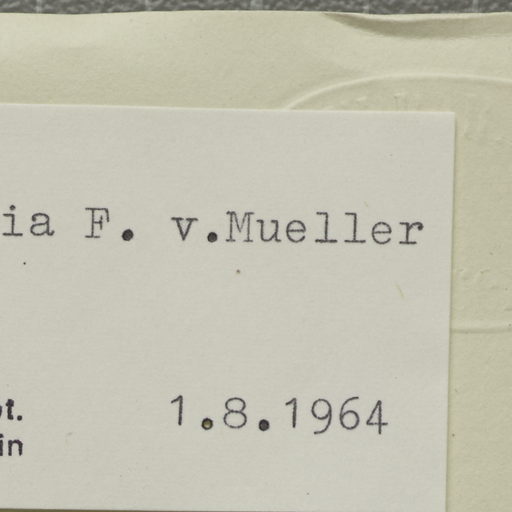 ia F. v.Mueller
t. 1.8.1964
in